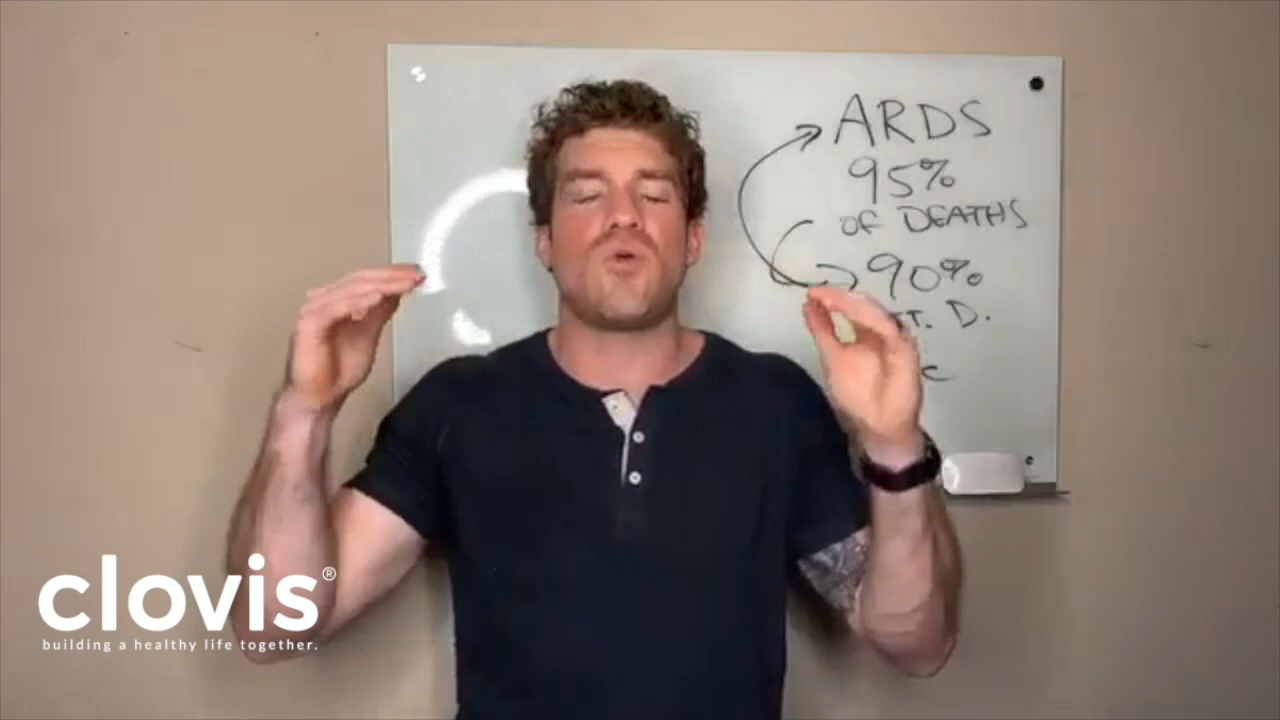 ARDS
95%
OF DEATHS
90%
D.
clovis®
building a healthy life together.